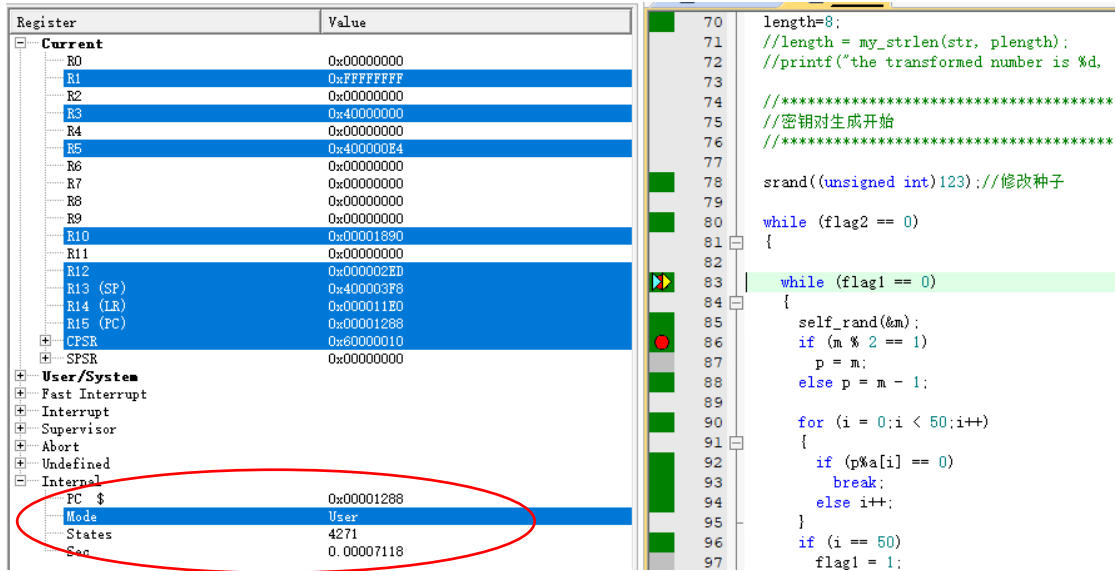 Register Value
Current
R0 0x00000000
R1 0xFFFFFFFF
R2 0x00000000
R3 0x40000000
R4 0x00000000
R5 0x400000E4
R6 0x00000000
R7 0x00000000
R8 0x00000000
R9 0x00000000
R10 0x00001890
R11 0x00000000
R12 0x000002ED
R13 (SP) 0x400003F8
R14 (LR) 0x000011E0
R15 (PC) 0x00001288
CPSR 0x60000010
SPSR 0x00000000
User/System
Fast Interrupt
Interrupt
Supervisor
Abort
Undefined
Internal
PC $ 0x00001288
Mode User
States 4271
Sec 0.00007118
70 length=8;
71 //length = my_strlen(str, plength);
72 //printf("the transformed number is %d,
73
74 //**************************************
75 //密钥对生成开始
76 //**************************************
77
78 srand((unsigned int)123);//修改种子
79
80 while (flag2 == 0)
81 {
82
83 while (flag1 == 0)
84 {
85 self_rand(&m);
86 if (m % 2 == 1)
87 p = m;
88 else p = m - 1;
89
90 for (i = 0;i < 50;i++)
91 {
92 if (p%a[i] == 0)
93 break;
94 else i++;
95 }
96 if (i == 50)
97 flag1 = 1;